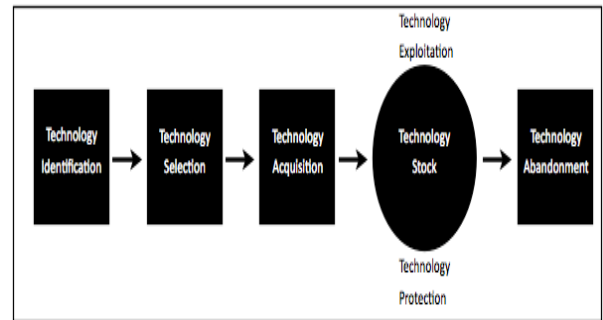 Technology
Identification
Technology
Selection
Technology
Acquisition
Technology
Exploitation
Technology
Stock
Technology
Protection
Technology
Abandonment